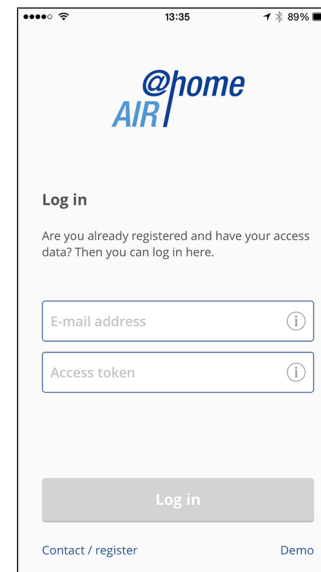 13:35
89%
@home
AIR
Log in
Are you already registered and have your access
data? Then you can log in here.
E-mail address
i
Access token
i
Log in
Contact / register
Demo